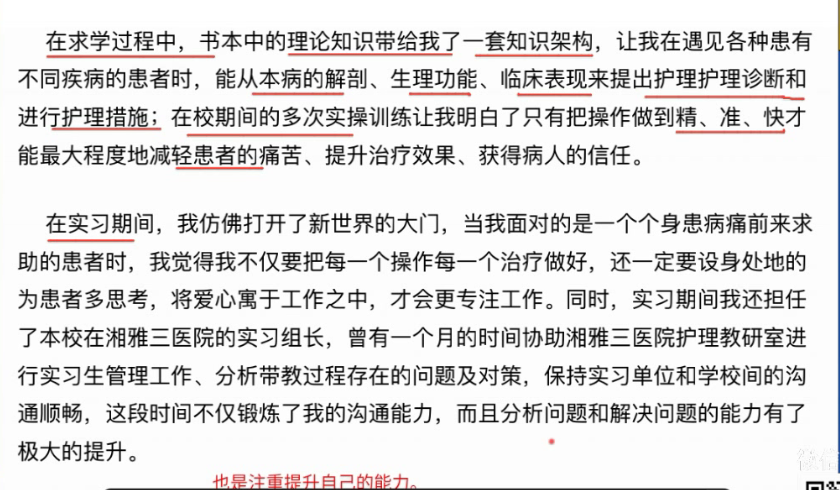 在求学过程中，书本中的理论知识带给我了一套知识架构，让我在遇见各种患有
不同疾病的患者时，能从本病的解剖、生理功能、临床表现来提出护理护理诊断和
进行护理措施；在校期间的多次实操训练让我明白了只有把操作做到精、准、快才
能最大程度地减轻患者的痛苦、提升治疗效果、获得病人的信任。
在实习期间，我仿佛打开了新世界的大门，当我面对的是一个个身患病痛前来求
助的患者时，我觉得我不仅要把每一个操作每一个治疗做好，还一定要设身处地的
为患者多思考，将爱心寓于工作之中，才会更专注工作。同时，实习期间我还担任
了本校在湘雅三医院的实习组长，曾有一个月的时间协助湘雅三医院护理教研室进
行实习生管理工作、分析带教过程存在的问题及对策，保持实习单位和学校间的沟
通顺畅，这段时间不仅锻炼了我的沟通能力，而且分析问题和解决问题的能力有了
极大的提升。
也是注重提升自己的能力。